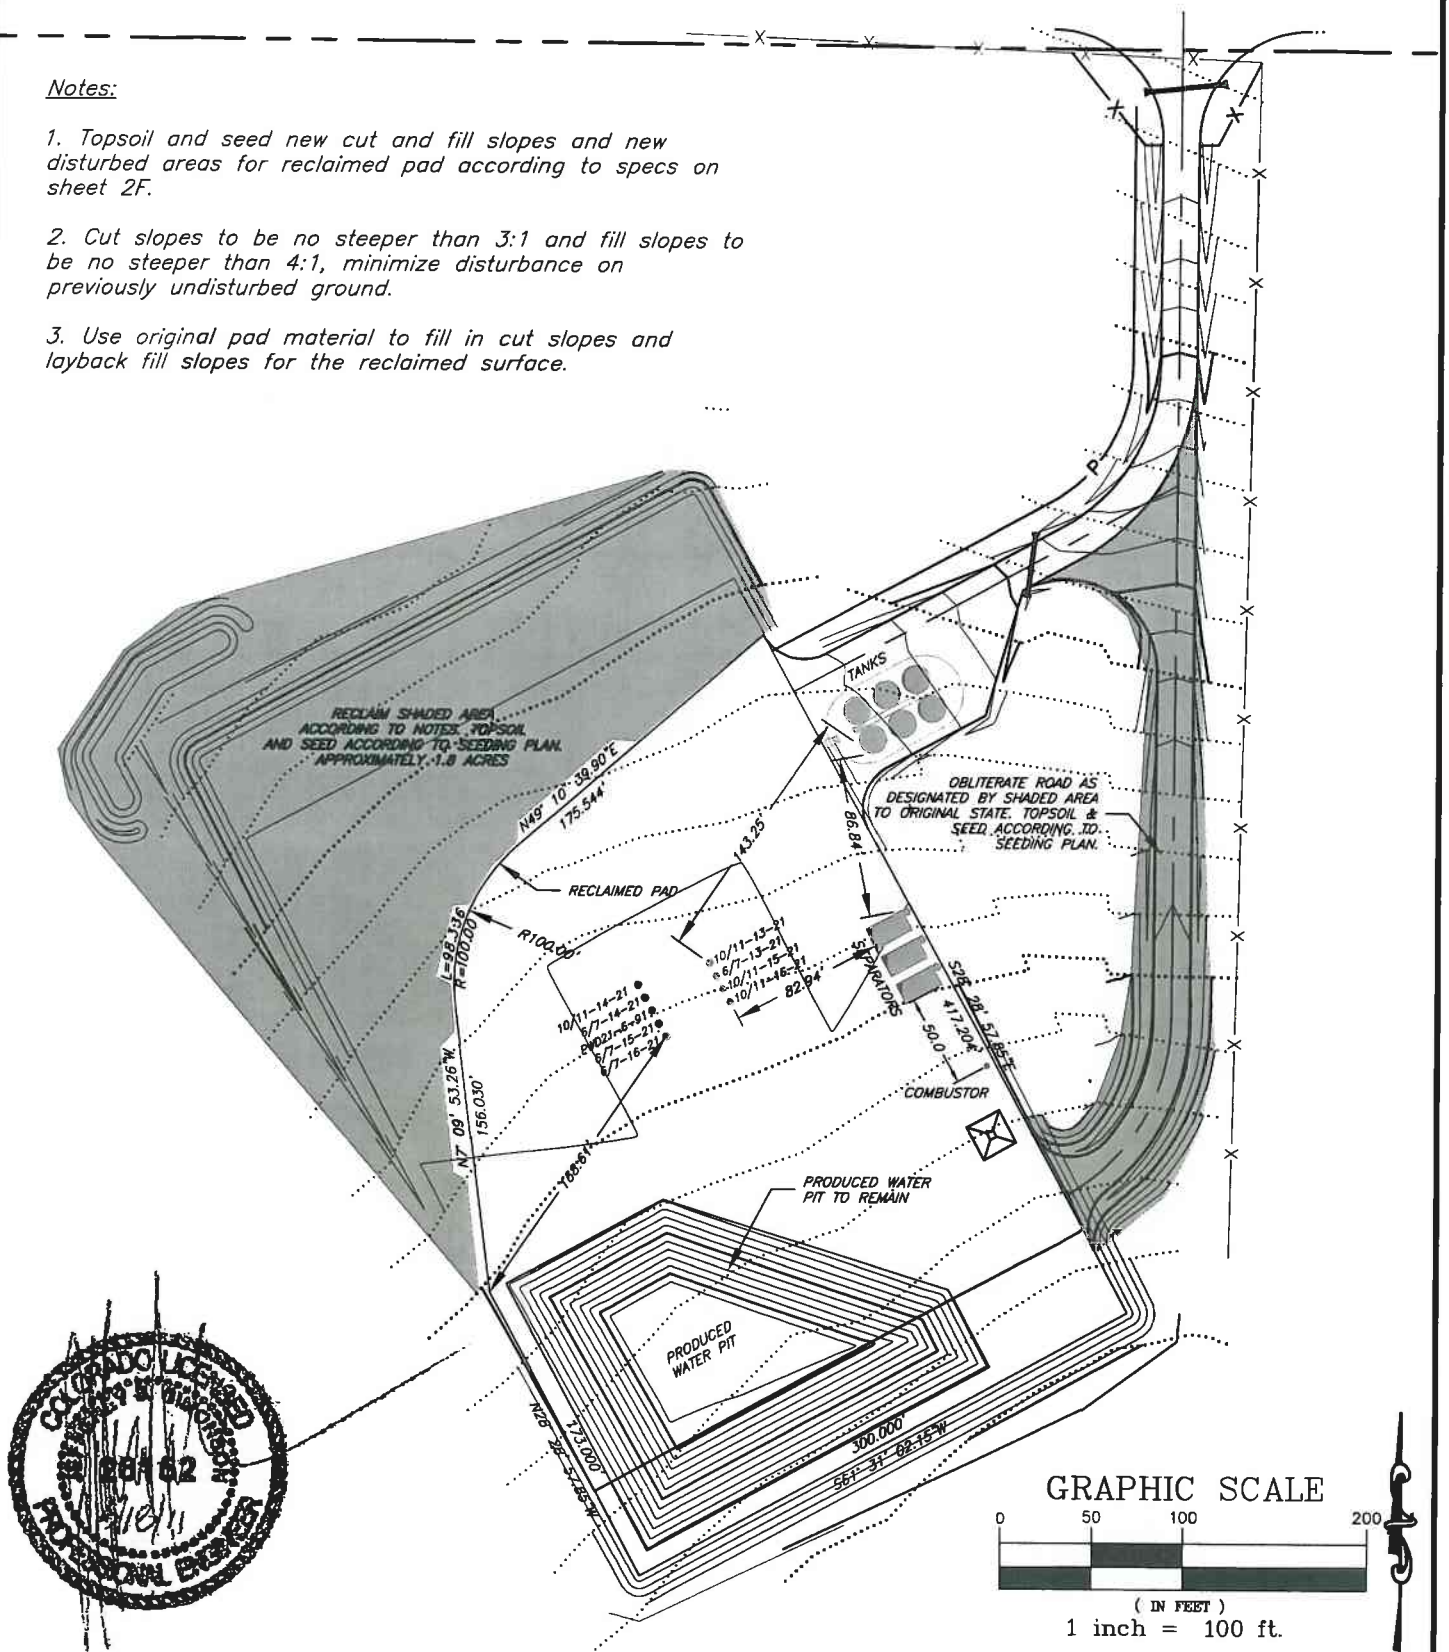 Notes:
1. Topsoil and seed new cut and fill slopes and new
disturbed areas for reclaimed pad according to specs on
sheet 2F.
2. Cut slopes to be no steeper than 3:1 and fill slopes to
be no steeper than 4:1, minimize disturbance on
previously undisturbed ground.
3. Use original pad material to fill in cut slopes and
layback fill slopes for the reclaimed surface.
P
TANKS
RECLAIM SHADED AREA
ACCORDING TO NOTES. TOPSOIL
AND SEED ACCORDING TO SEEDING PLAN.
APPROXIMATELY 1.8 ACRES
N49° 10' 39.90"E
175.544'
OBLITERATE ROAD AS
DESIGNATED BY SHADED AREA
TO ORIGINAL STATE. TOPSOIL &
SEED ACCORDING TO
SEEDING PLAN.
143.25'
86.84'
RECLAIMED PAD
R100.00'
R=100.00'
10/11-13-21
6/7-13-21
10/11-15-21
10/11-16-21
82.94'
SEPARATORS
10/11-14-21
6/7-14-21
6/7-15-21
6/7-16-21
417.204'
50.0
COMBUSTOR
N7° 09' 53.26"W
156.030'
168.61'
PRODUCED WATER
PIT TO REMAIN
PRODUCED
WATER PIT
173.000'
300.000'
S61° 31' 02.15"W
COLORADO LICENSED
PROFESSIONAL ENGINEER
GRAPHIC SCALE
0 50 100 200
( IN FEET )
1 inch = 100 ft.